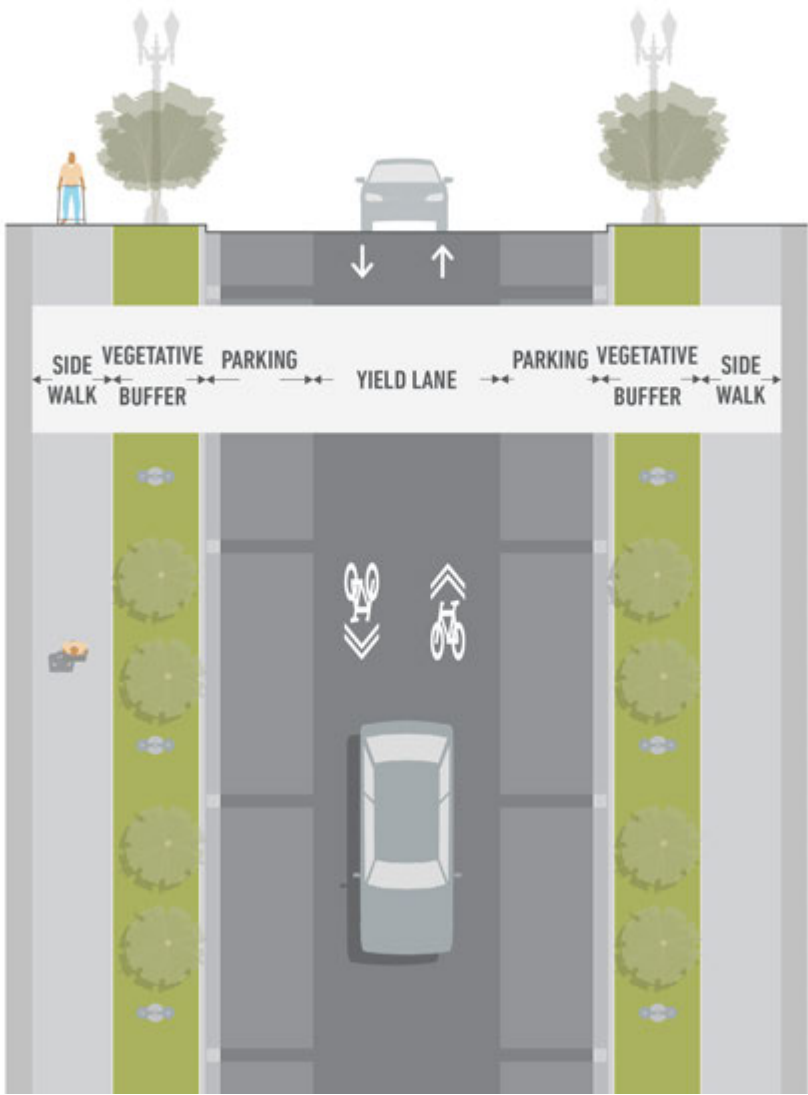 SIDE
WALK
VEGETATIVE
BUFFER
PARKING
YIELD LANE
PARKING
VEGETATIVE
BUFFER
SIDE
WALK